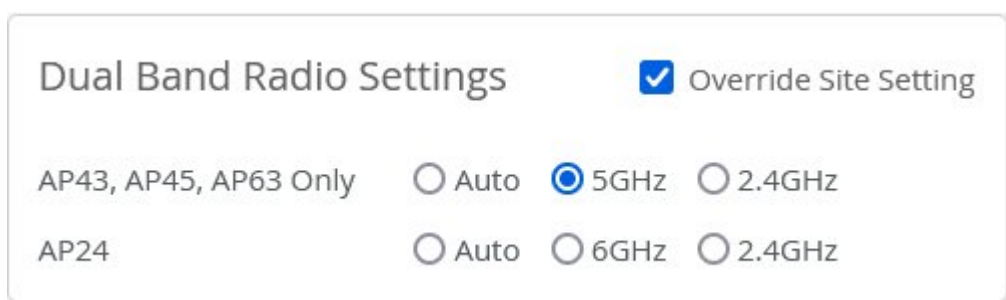 Dual Band Radio Settings Override Site Setting
AP43, AP45, AP63 Only Auto 5GHz 2.4GHz
AP24 Auto 6GHz 2.4GHz